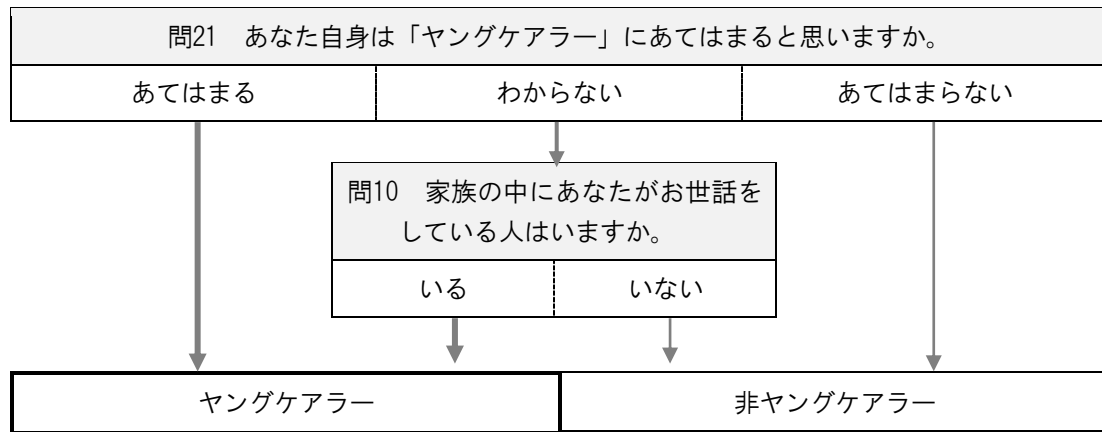 問21　あなた自身は「ヤングケアラー」にあてはまると思いますか。
あてはまる
わからない
あてはまらない
問10　家族の中にあなたがお世話を
している人はいますか。
いる
いない
ヤングケアラー
非ヤングケアラー